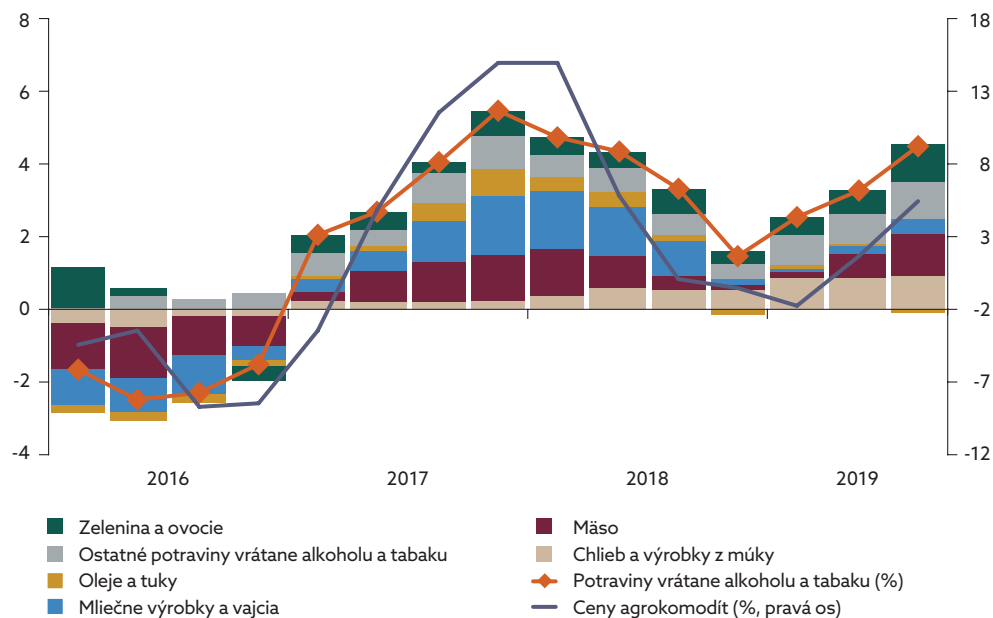 8
6
4
2
0
-2
-4
18
13
8
3
-2
-7
-12
2016
2017
2018
2019
Zelenina a ovocie
Ostatné potraviny vrátane alkoholu a tabaku
Oleje a tuky
Mliečne výrobky a vajcia
Mäso
Chlieb a výrobky z múky
Potraviny vrátane alkoholu a tabaku (%)
Ceny agrokomodít (%, pravá os)